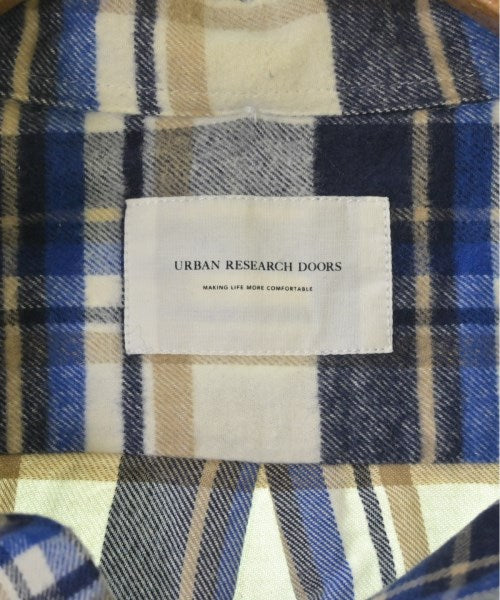 URBAN RESEARCH DOORS
MAKING LIFE MORE COMFORTABLE